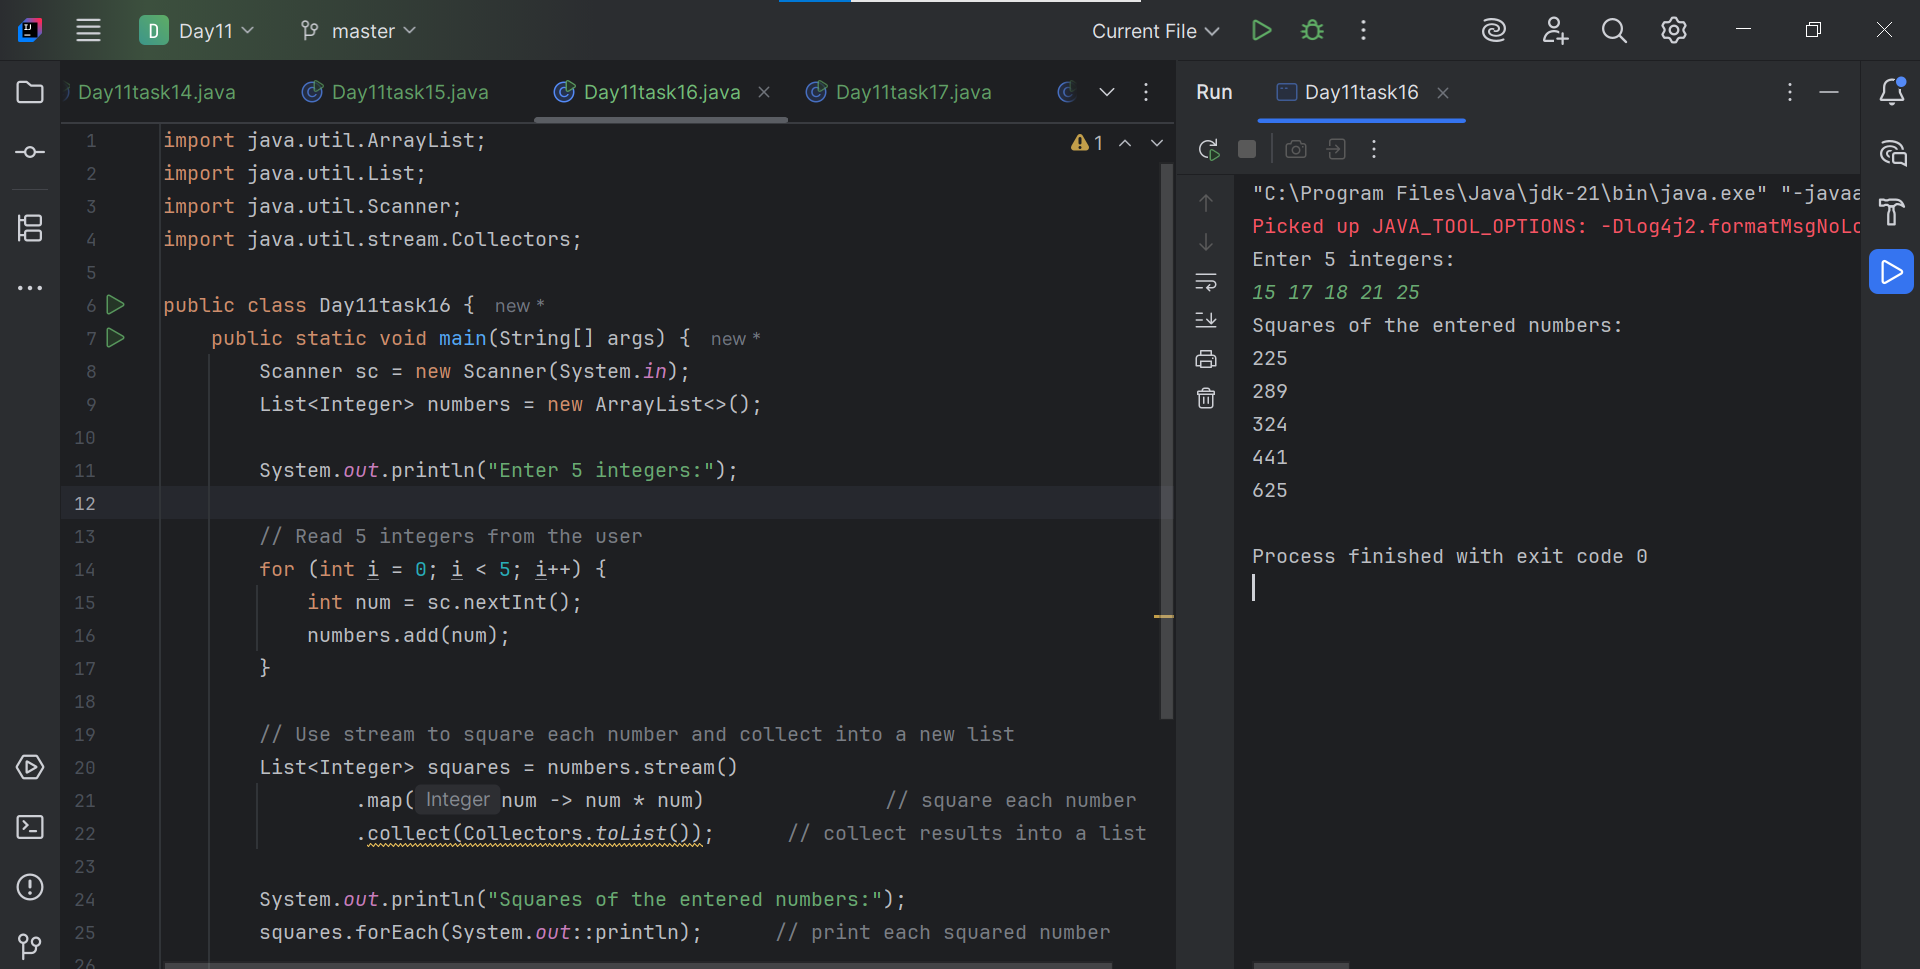 D Day11 master Current File
Day11task14.java Day11task15.java Day11task16.java Day11task17.java
1 import java.util.ArrayList;
2 import java.util.List;
3 import java.util.Scanner;
4 import java.util.stream.Collectors;
5
6 public class Day11task16 { new *
7 public static void main(String[] args) { new *
8 Scanner sc = new Scanner(System.in);
9 List<Integer> numbers = new ArrayList<>();
10
11 System.out.println("Enter 5 integers:");
12
13 // Read 5 integers from the user
14 for (int i = 0; i < 5; i++) {
15 int num = sc.nextInt();
16 numbers.add(num);
17 }
18
19 // Use stream to square each number and collect into a new list
20 List<Integer> squares = numbers.stream()
21 .map( Integer num -> num * num) // square each number
22 .collect(Collectors.toList()); // collect results into a list
23
24 System.out.println("Squares of the entered numbers:");
25 squares.forEach(System.out::println); // print each squared number
26
1
Run Day11task16
"C:\Program Files\Java\jdk-21\bin\java.exe" "-javaa
Picked up JAVA_TOOL_OPTIONS: -Dlog4j2.formatMsgNoLo
Enter 5 integers:
15 17 18 21 25
Squares of the entered numbers:
225
289
324
441
625
Process finished with exit code 0